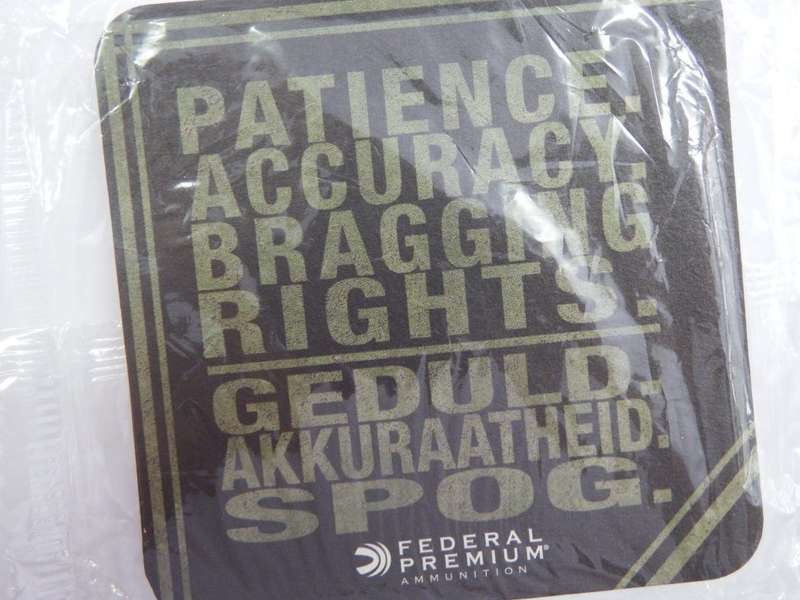 PATIENCE.
ACCURACY.
BRAGGING
RIGHTS.
GEDULD.
AKKURAATHEID.
SPOG.
FEDERAL
PREMIUM®
AMMUNITION